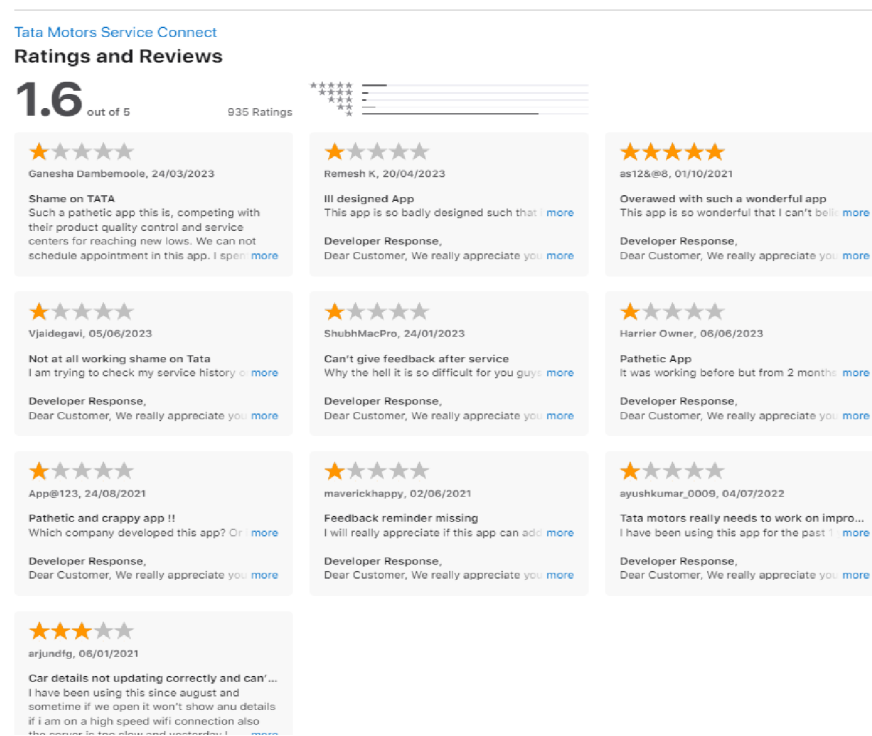 Tata Motors Service Connect
Ratings and Reviews
1.6 out of 5
935 Ratings
Ganesha Dambemoole, 24/03/2023
Shame on TATA
Such a pathetic app this is, competing with
their product quality control and service
centers for reaching new lows. We can not
schedule appointment in this app. I spen more
Remesh K, 20/04/2023
Ill designed App
This app is so badly designed such that more
Developer Response,
Dear Customer, We really appreciate you more
as12&@8, 01/10/2021
Overawed with such a wonderful app
This app is so wonderful that I can't belie more
Developer Response,
Dear Customer, We really appreciate you more
Vjaidegavi, 05/06/2023
Not at all working shame on Tata
I am trying to check my service history more
Developer Response,
Dear Customer, We really appreciate you more
ShubhMacPro, 24/01/2023
Can't give feedback after service
Why the hell it is so difficult for you guys more
Developer Response,
Dear Customer, We really appreciate you more
Harrier Owner, 06/06/2023
Pathetic App
It was working before but from 2 months more
Developer Response,
Dear Customer, We really appreciate you more
App@123, 24/08/2021
Pathetic and crappy app !!
Which company developed this app? Or more
Developer Response,
Dear Customer, We really appreciate you more
maverickhappy, 02/06/2021
Feedback reminder missing
I will really appreciate if this app can add more
Developer Response,
Dear Customer, We really appreciate you more
ayushkumar_0009, 04/07/2022
Tata motors really needs to work on impro...
I have been using this app for the past 1 more
Developer Response,
Dear Customer, We really appreciate you more
arjundfg, 06/01/2021
Car details not updating correctly and can'...
I have been using this since august and
sometime if we open it won't show anu details
if i am on a high speed wifi connection also
the server is too slow and yesterday I more